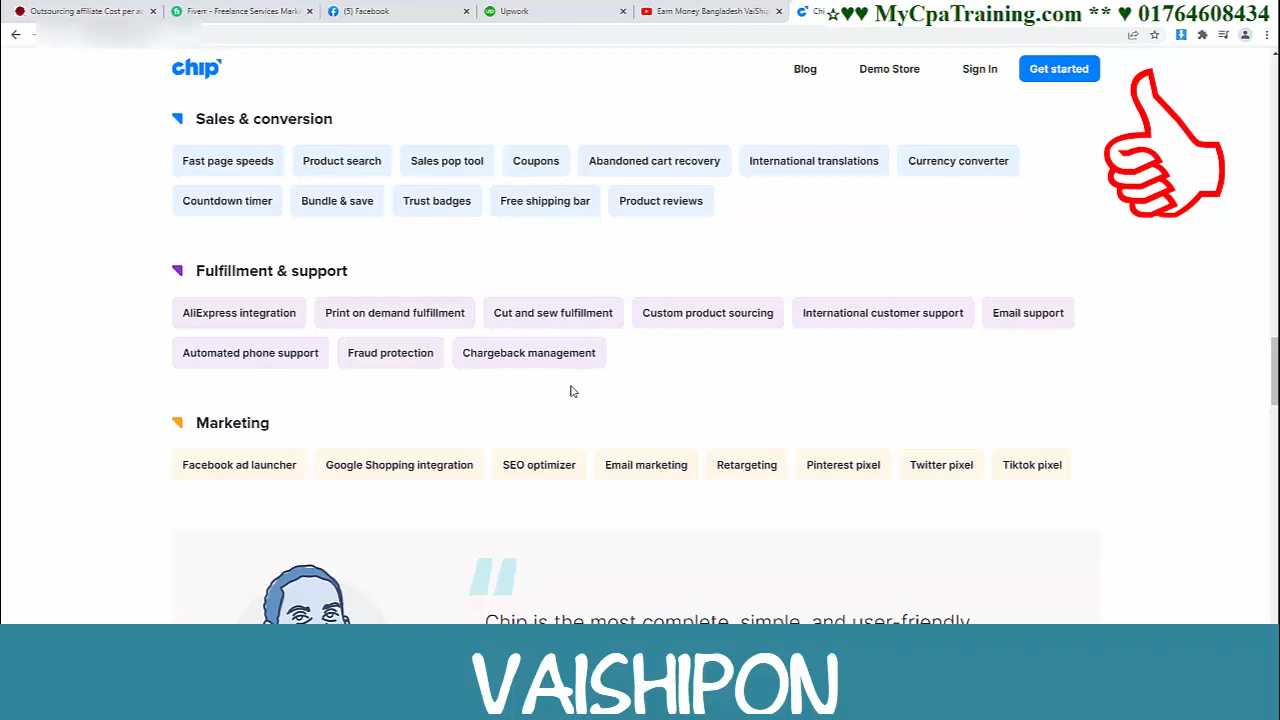 Outsourcing affiliate Cost per a
Fiverr - Freelance Services Mark
(5) Facebook
Upwork
Earn Money Bangladesh VaiShip
Chi
☆♥♥ MyCpaTraining.com ** ♥ 01764608434
chip
Blog
Demo Store
Sign In
Get started
Sales & conversion
Fast page speeds Product search Sales pop tool Coupons Abandoned cart recovery International translations Currency converter
Countdown timer Bundle & save Trust badges Free shipping bar Product reviews
Fulfillment & support
AliExpress integration Print on demand fulfillment Cut and sew fulfillment Custom product sourcing International customer support Email support
Automated phone support Fraud protection Chargeback management
Marketing
Facebook ad launcher Google Shopping integration SEO optimizer Email marketing Retargeting Pinterest pixel Twitter pixel Tiktok pixel
Chip is the most complete, simple, and user-friendly
VAISHIPON